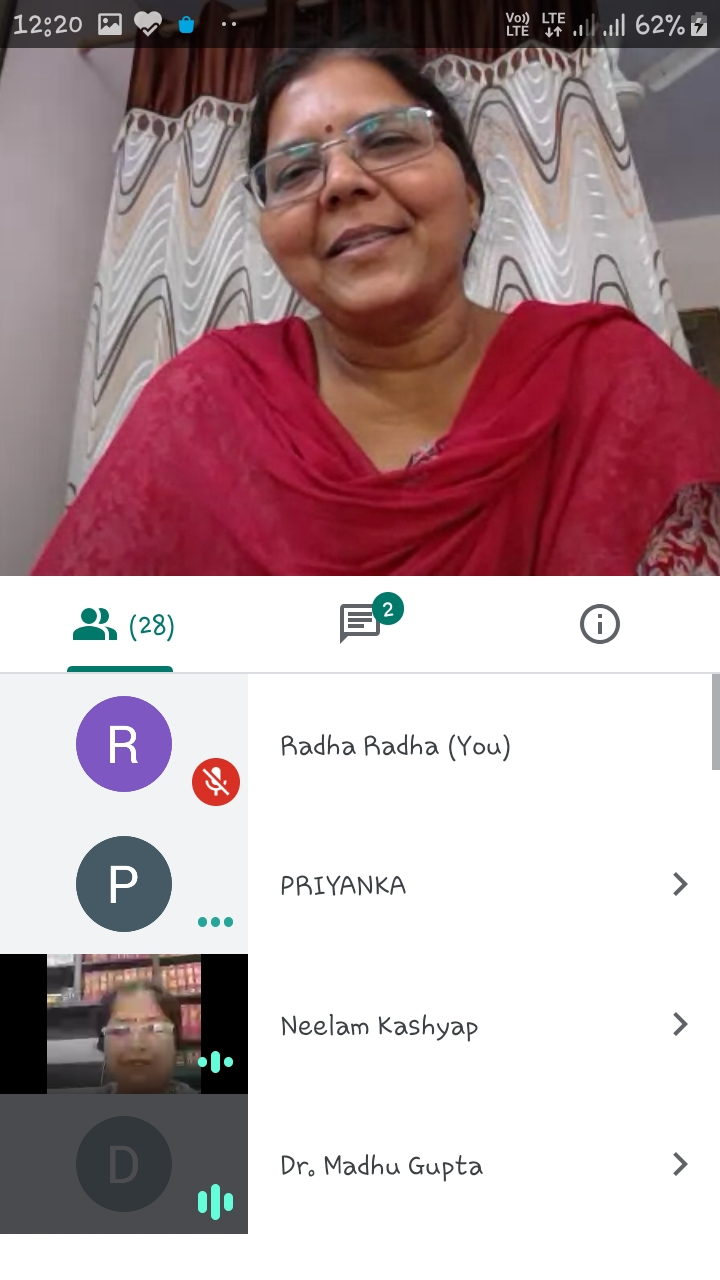 12:20 Vo) LTE LTE 62%
(28) 2
R Radha Radha (You)
P PRIYANKA
Neelam Kashyap
D Dr. Madhu Gupta